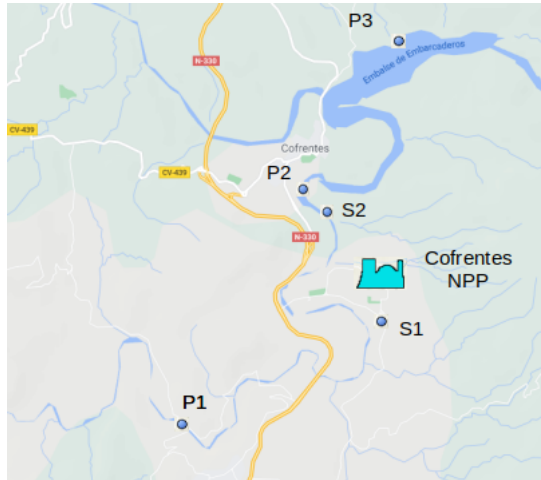 P3
Embalse de Embarcaderos
N-330
CV-439
Cofrentes
CV-439
P2
S2
N-330
Cofrentes
NPP
S1
P1